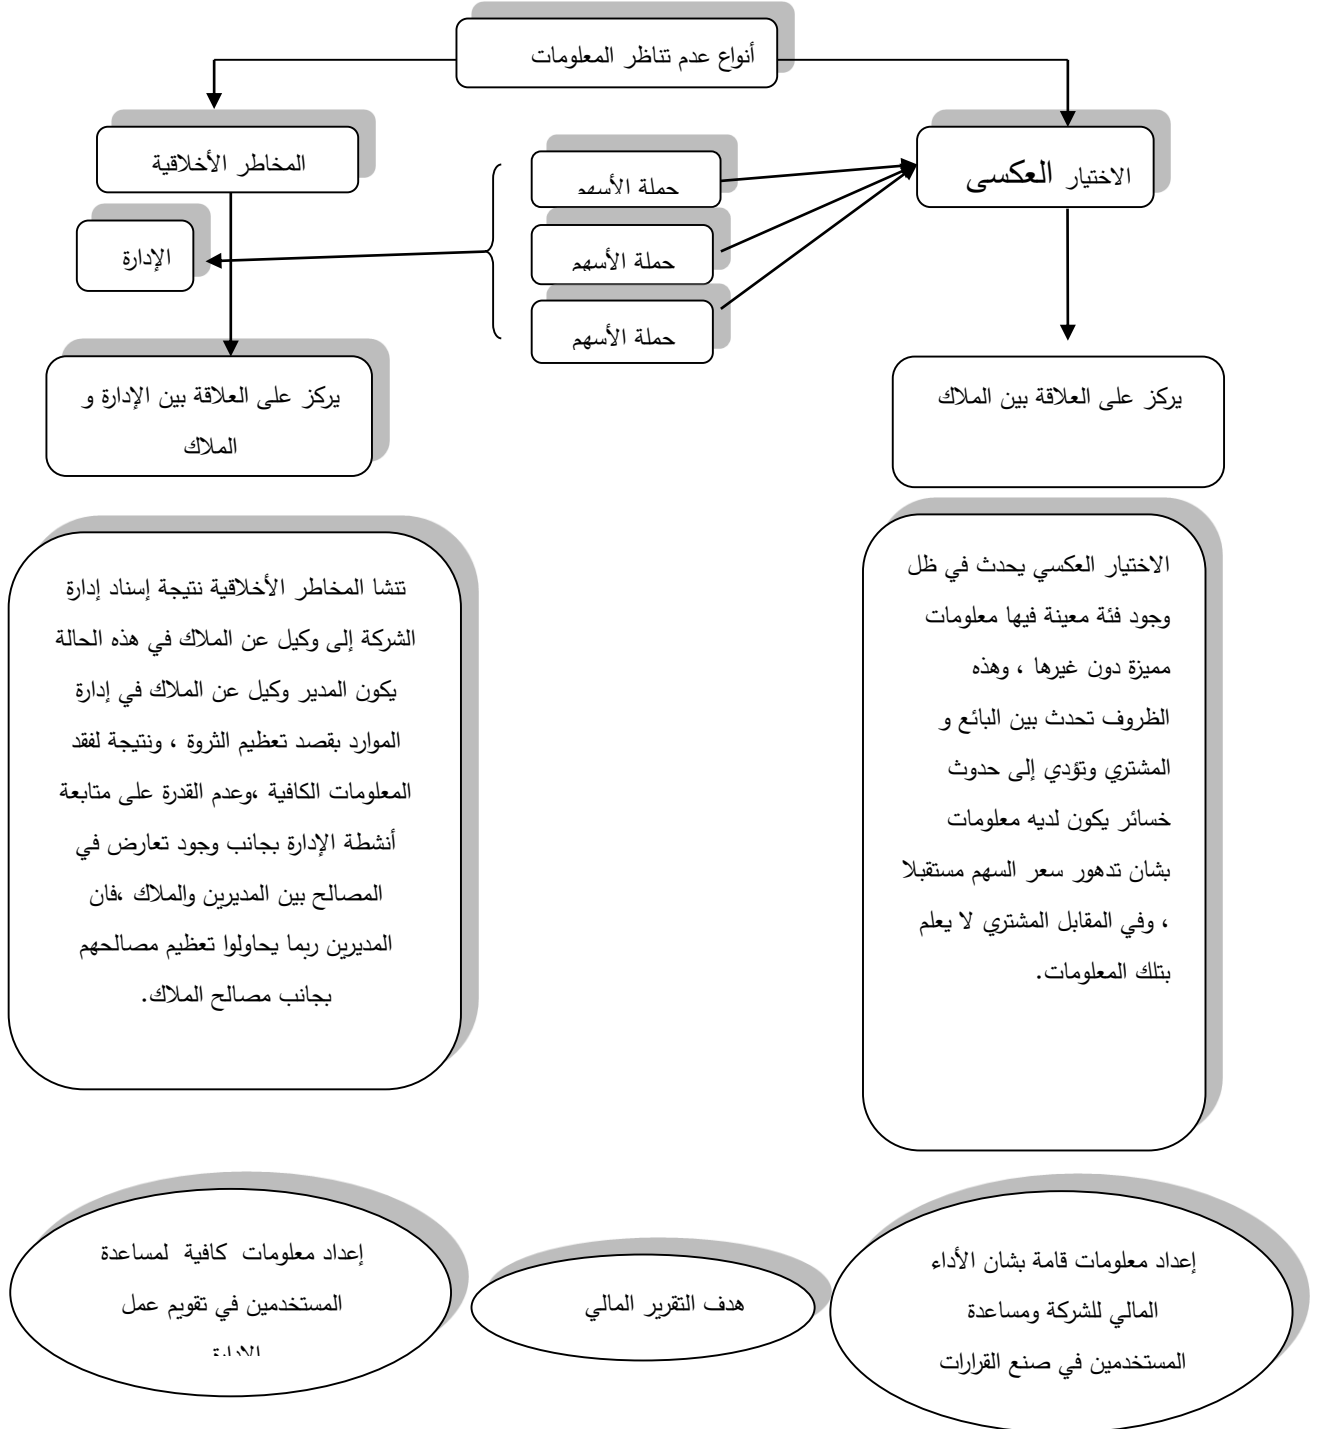 أنواع عدم تناظر المعلومات
الاختيار العكسى
المخاطر الأخلاقية
حملة الأسهم
حملة الأسهم
حملة الأسهم
الإدارة
يركز على العلاقة بين الملاك
يركز على العلاقة بين الإدارة و
الملاك
الاختيار العكسي يحدث في ظل
وجود فئة معينة فيها معلومات
مميزة دون غيرها ، وهذه
الظروف تحدث بين البائع و
المشتري وتؤدي إلى حدوث
خسائر يكون لديه معلومات
بشان تدهور سعر السهم مستقبلا
، وفي المقابل المشتري لا يعلم
بتلك المعلومات.
تنشا المخاطر الأخلاقية نتيجة إسناد إدارة
الشركة إلى وكيل عن الملاك في هذه الحالة
يكون المدير وكيل عن الملاك في إدارة
الموارد بقصد تعظيم الثروة ، ونتيجة لفقد
المعلومات الكافية ،وعدم القدرة على متابعة
أنشطة الإدارة بجانب وجود تعارض في
المصالح بين المديرين والملاك ،فان
المديرين ربما يحاولوا تعظيم مصالحهم
بجانب مصالح الملاك.
إعداد معلومات قامة بشان الأداء
المالي للشركة ومساعدة
المستخدمين في صنع القرارات
هدف التقرير المالي
إعداد معلومات كافية لمساعدة
المستخدمين في تقويم عمل
الإدارة